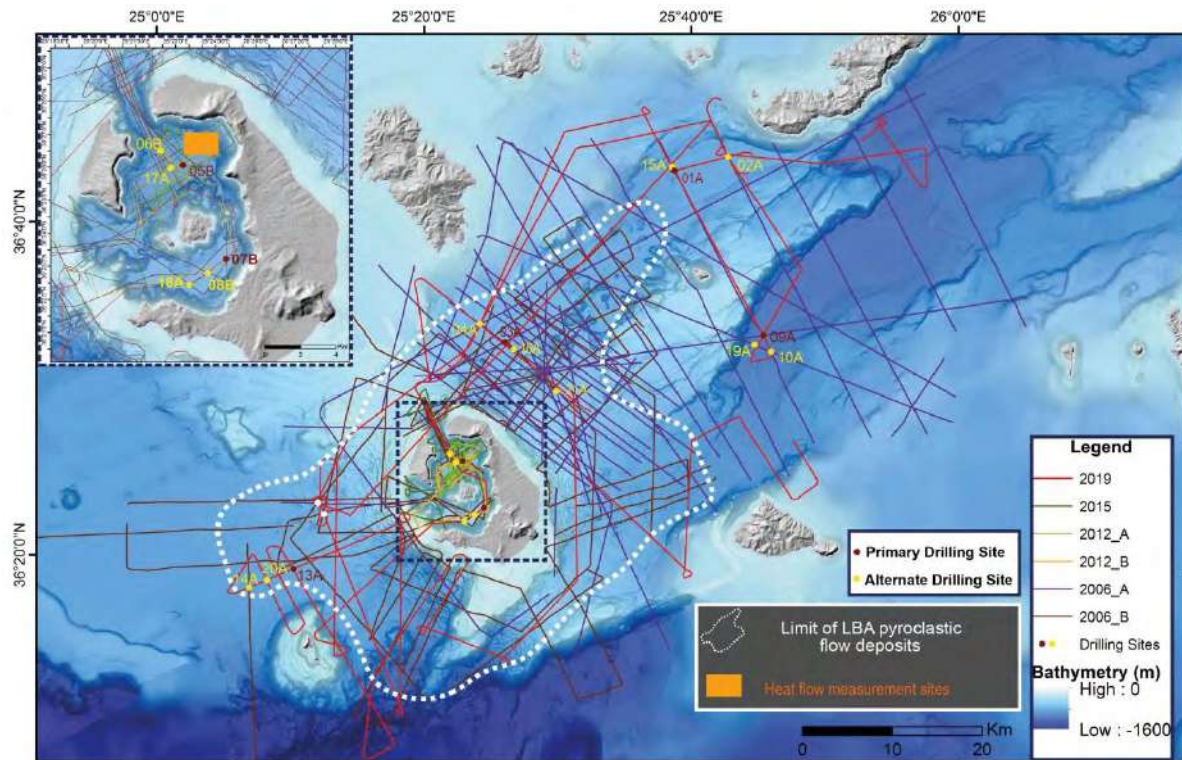 25°0'0"E
25°20'0"E
25°40'0"E
26°0'0"E
36°40'0"N
36°20'0"N
06B
17A
05B
07B
08B
15A
01A
02A
09A
19A
10A
20A
13A
Legend
2019
2015
2012_A
2012_B
2006_A
2006_B
Drilling Sites
Bathymetry (m)
High : 0
Low : -1600
Primary Drilling Site
Alternate Drilling Site
Limit of LBA pyroclastic
flow deposits
Heat flow measurement sites
Km
0
10
20